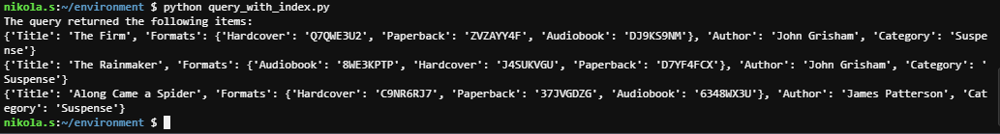 nikola.s:~/environment $ python query_with_index.py
The query returned the following items:
{'Title': 'The Firm', 'Formats': {'Hardcover': 'Q7QWE3U2', 'Paperback': 'ZVZAYY4F', 'Audiobook': 'DJ9KS9NM'}, 'Author': 'John Grisham', 'Category': 'Suspe
nse'}
{'Title': 'The Rainmaker', 'Formats': {'Audiobook': '8WE3KPTP', 'Hardcover': 'J4SUKVGU', 'Paperback': 'D7YF4FCX'}, 'Author': 'John Grisham', 'Category': '
Suspense'}
{'Title': 'Along Came a Spider', 'Formats': {'Hardcover': 'C9NR6RJ7', 'Paperback': '37JVGDZG', 'Audiobook': '6348WX3U'}, 'Author': 'James Patterson', 'Cat
egory': 'Suspense'}
nikola.s:~/environment $